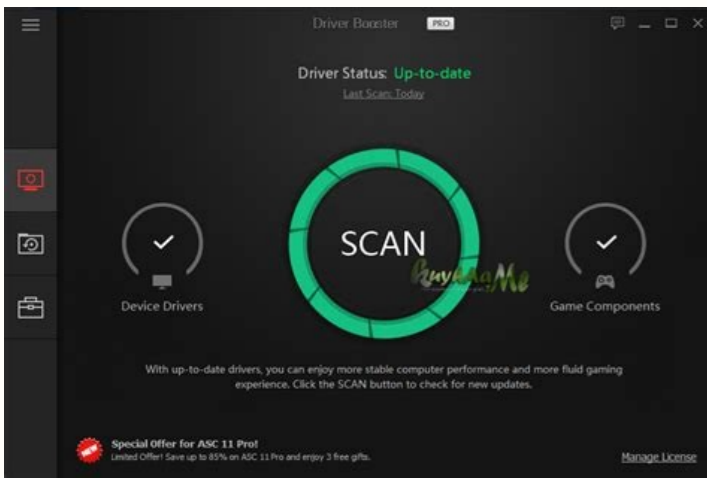 Driver Booster PRO
Driver Status: Up-to-date
Last Scan: Today
SCAN
kuyhAaMe
Device Drivers
Game Components
With up-to-date drivers, you can enjoy more stable computer performance and more fluid gaming
experience. Click the SCAN button to check for new updates.
NEW
Special Offer for ASC 11 Pro!
Limited Offer! Save up to 85% on ASC 11 Pro and enjoy 3 free gifts.
Manage License